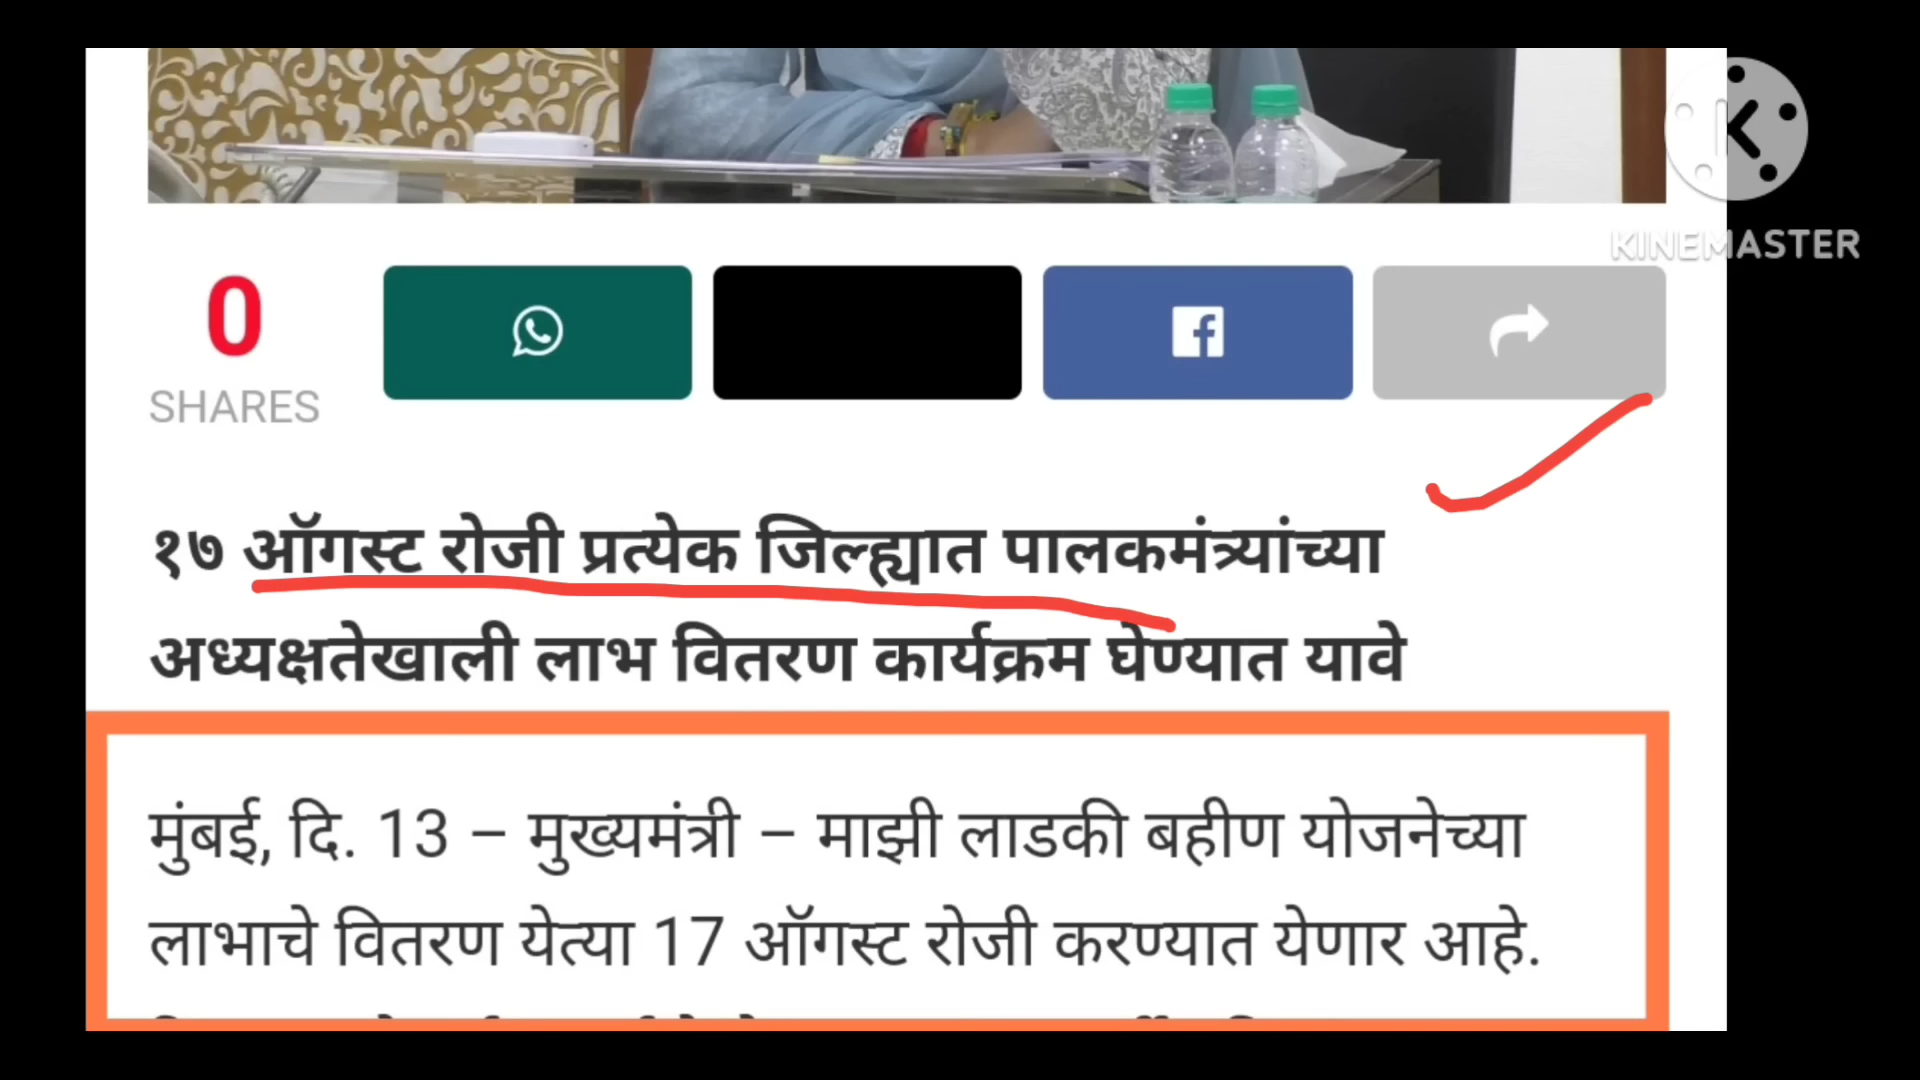 KINEMASTER
0
SHARES
१७ ऑगस्ट रोजी प्रत्येक जिल्ह्यात पालकमंत्र्यांच्या
अध्यक्षतेखाली लाभ वितरण कार्यक्रम घेण्यात यावे
मुंबई, दि. 13 – मुख्यमंत्री – माझी लाडकी बहीण योजनेच्या
लाभाचे वितरण येत्या 17 ऑगस्ट रोजी करण्यात येणार आहे.